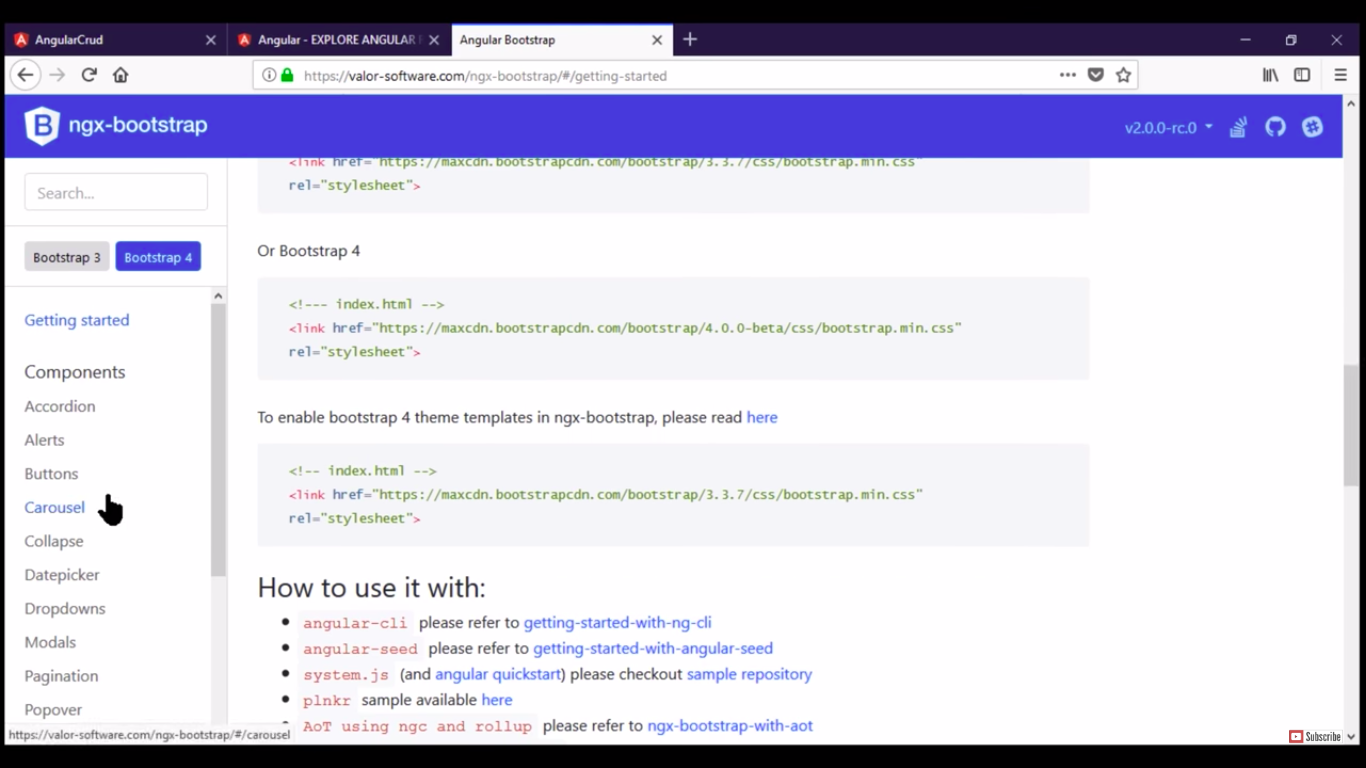 AngularCrud
Angular - EXPLORE ANGULAR
Angular Bootstrap
https://valor-software.com/ngx-bootstrap/#/getting-started
B ngx-bootstrap
v2.0.0-rc.0
Search...
Bootstrap 3
Bootstrap 4
Getting started
Components
Accordion
Alerts
Buttons
Carousel
Collapse
Datepicker
Dropdowns
Modals
Pagination
Popover
<link href="https://maxcdn.bootstrapcdn.com/bootstrap/3.3.7/css/bootstrap.min.css"
rel="stylesheet">
Or Bootstrap 4
<!--- index.html -->
<link href="https://maxcdn.bootstrapcdn.com/bootstrap/4.0.0-beta/css/bootstrap.min.css"
rel="stylesheet">
To enable bootstrap 4 theme templates in ngx-bootstrap, please read here
<!-- index.html -->
<link href="https://maxcdn.bootstrapcdn.com/bootstrap/3.3.7/css/bootstrap.min.css"
rel="stylesheet">
How to use it with:
angular-cli please refer to getting-started-with-ng-cli
angular-seed please refer to getting-started-with-angular-seed
system.js (and angular quickstart) please checkout sample repository
plnkr sample available here
AoT using ngc and rollup please refer to ngx-bootstrap-with-aot
https://valor-software.com/ngx-bootstrap/#/carousel
Subscribe